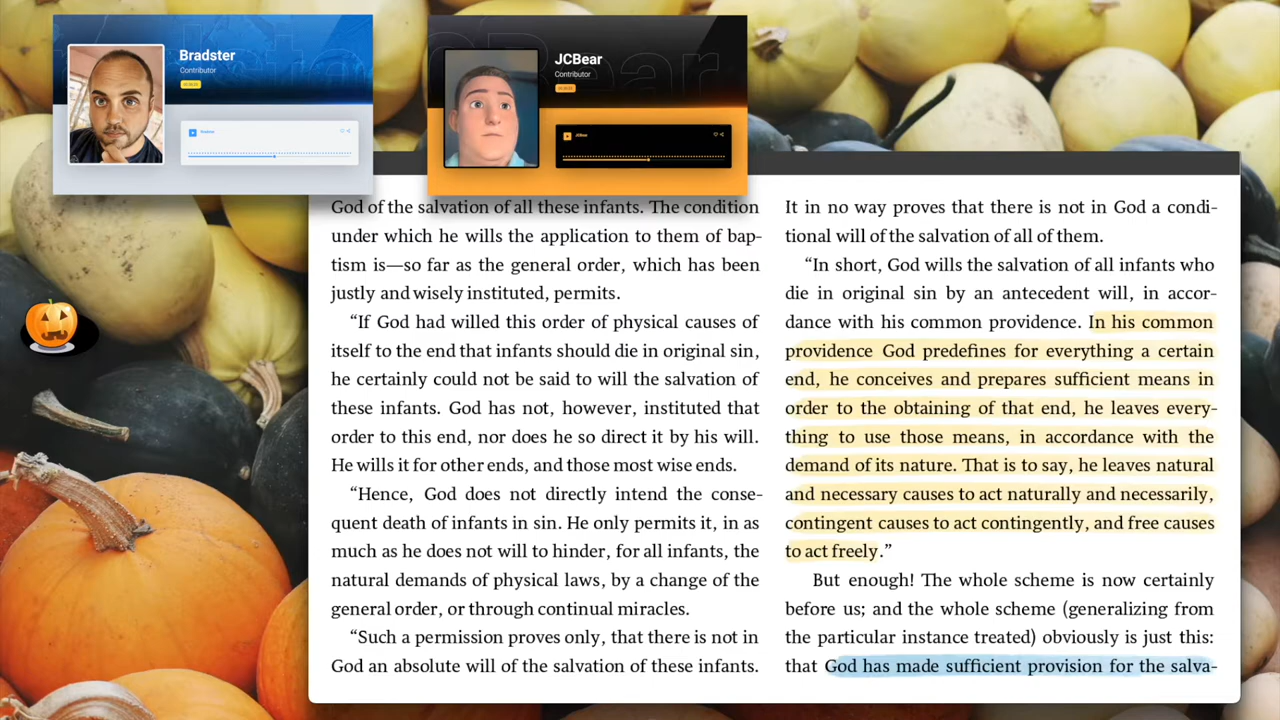 Bradster
Contributor
Bradster
JCBear
Contributor
JCBear
God of the salvation of all these infants. The condition
under which he wills the application to them of bap-
tism is—so far as the general order, which has been
justly and wisely instituted, permits.
“If God had willed this order of physical causes of
itself to the end that infants should die in original sin,
he certainly could not be said to will the salvation of
these infants. God has not, however, instituted that
order to this end, nor does he so direct it by his will.
He wills it for other ends, and those most wise ends.
“Hence, God does not directly intend the conse-
quent death of infants in sin. He only permits it, in as
much as he does not will to hinder, for all infants, the
natural demands of physical laws, by a change of the
general order, or through continual miracles.
“Such a permission proves only, that there is not in
God an absolute will of the salvation of these infants.
It in no way proves that there is not in God a condi-
tional will of the salvation of all of them.
“In short, God wills the salvation of all infants who
die in original sin by an antecedent will, in accor-
dance with his common providence. In his common
providence God predefines for everything a certain
end, he conceives and prepares sufficient means in
order to the obtaining of that end, he leaves every-
thing to use those means, in accordance with the
demand of its nature. That is to say, he leaves natural
and necessary causes to act naturally and necessarily,
contingent causes to act contingently, and free causes
to act freely.”
But enough! The whole scheme is now certainly
before us; and the whole scheme (generalizing from
the particular instance treated) obviously is just this:
that God has made sufficient provision for the salva-